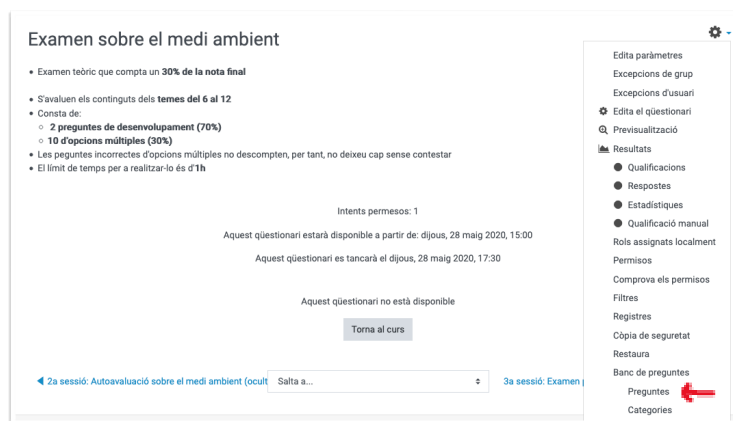 Examen sobre el medi ambient
• Examen teòric que compta un 30% de la nota final
• S'avaluen els continguts dels temes del 6 al 12
• Consta de:
○ 2 preguntes de desenvolupament (70%)
○ 10 d'opcions múltiples (30%)
• Les peguntes incorrectes d'opcions múltiples no descompten, per tant, no deixeu cap sense contestar
• El límit de temps per a realitzar-lo és d'1h
Intents permesos: 1
Aquest qüestionari estarà disponible a partir de: dijous, 28 maig 2020, 15:00
Aquest qüestionari es tancarà el dijous, 28 maig 2020, 17:30
Aquest qüestionari no està disponible
Torna al curs
◀ 2a sessió: Autoavaluació sobre el medi ambient (ocult
Salta a...
3a sessió: Examen
Edita paràmetres
Excepcions de grup
Excepcions d'usuari
Edita el qüestionari
Previsualització
Resultats
Qualificacions
Respostes
Estadístiques
Qualificació manual
Rols assignats localment
Permisos
Comprova els permisos
Filtres
Registres
Còpia de seguretat
Restaura
Banc de preguntes
Preguntes
Categories